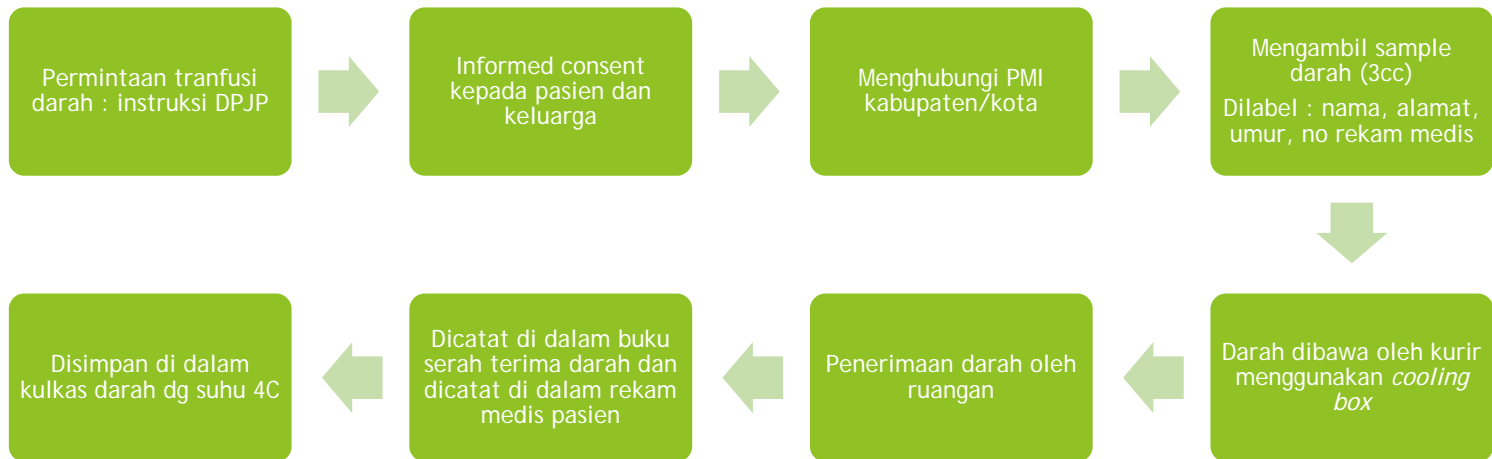 Permintaan tranfusi
darah : instruksi DPJP
Informed consent
kepada pasien dan
keluarga
Menghubungi PMI
kabupaten/kota
Mengambil sample
darah (3cc)
Dilabel : nama, alamat,
umur, no rekam medis
Darah dibawa oleh kurir
menggunakan cooling
box
Penerimaan darah oleh
ruangan
Dicatat di dalam buku
serah terima darah dan
dicatat di dalam rekam
medis pasien
Disimpan di dalam
kulkas darah dg suhu 4C